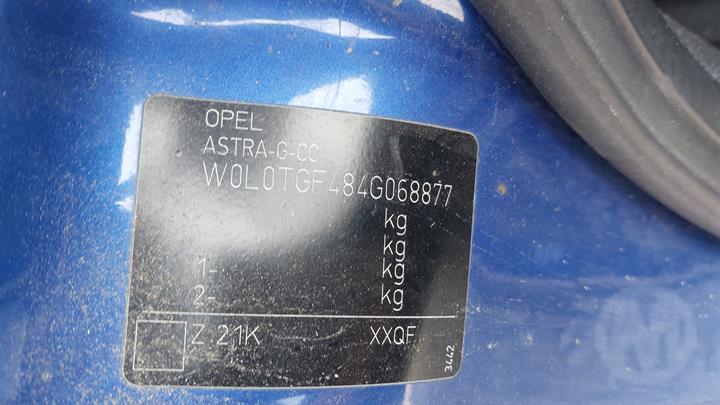 OPEL
ASTRA-G-CC
W0L0TGF484G068877
kg
kg
1- kg
2- kg
Z 21K XXQF
3442